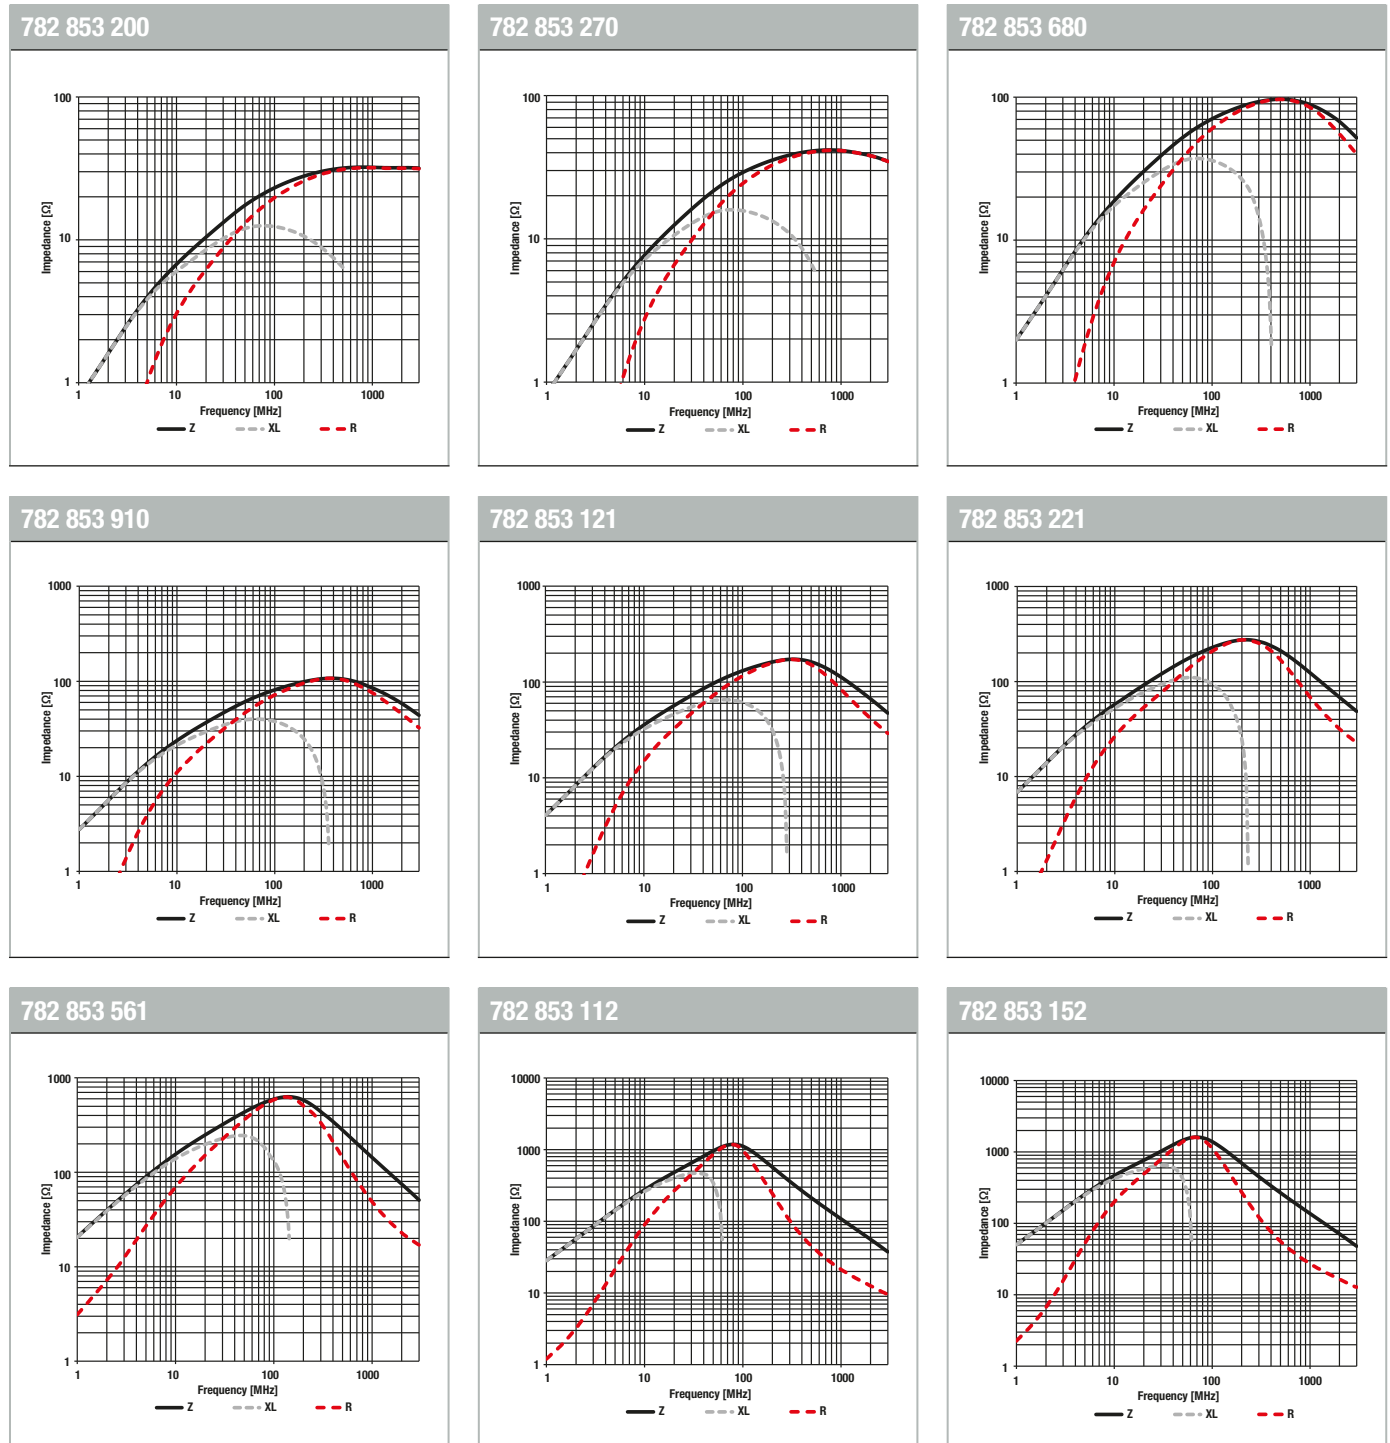 782 853 200
782 853 270
782 853 680
100
10
1
Impedance [Ω]
1
10
100
1000
Frequency [MHz]
Z
XL
R
100
10
1
Impedance [Ω]
1
10
100
1000
Frequency [MHz]
Z
XL
R
100
10
1
Impedance [Ω]
1
10
100
1000
Frequency [MHz]
Z
XL
R
782 853 910
782 853 121
782 853 221
1000
100
10
1
Impedance [Ω]
1
10
100
1000
Frequency [MHz]
Z
XL
R
1000
100
10
1
Impedance [Ω]
1
10
100
1000
Frequency [MHz]
Z
XL
R
1000
100
10
1
Impedance [Ω]
1
10
100
1000
Frequency [MHz]
Z
XL
R
782 853 561
782 853 112
782 853 152
1000
100
10
1
Impedance [Ω]
1
10
100
1000
Frequency [MHz]
Z
XL
R
10000
1000
100
10
1
Impedance [Ω]
1
10
100
1000
Frequency [MHz]
Z
XL
R
10000
1000
100
10
1
Impedance [Ω]
1
10
100
1000
Frequency [MHz]
Z
XL
R